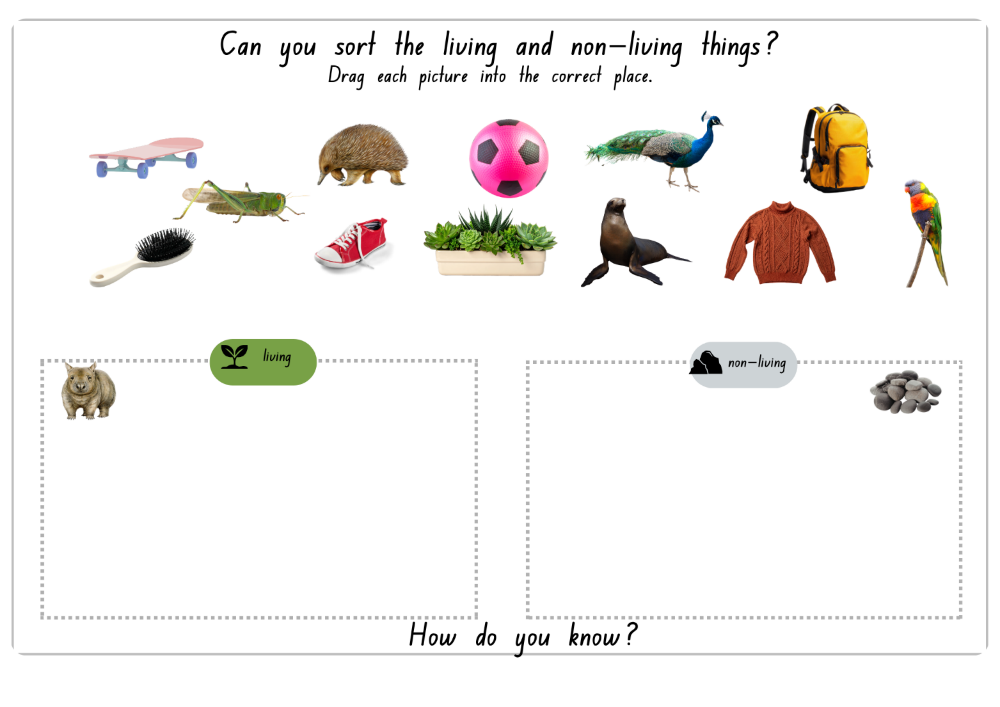 Can you sort the living and non-living things?
Drag each picture into the correct place.
living
non-living
How do you know?